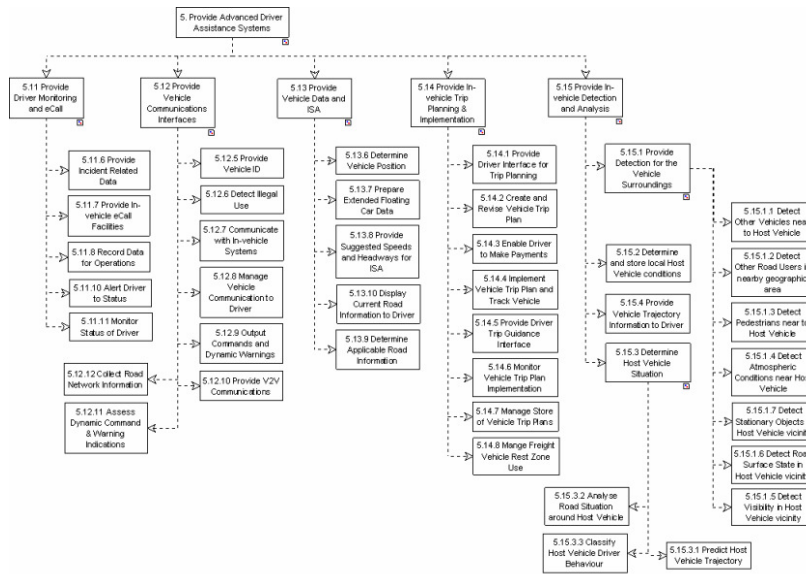 5. Provide Advanced Driver
Assistance Systems
5.11 Provide
Driver Monitoring
and eCall
5.12 Provide
Vehicle
Communications
Interfaces
5.13 Provide
Vehicle Data and
ISA
5.14 Provide In-
vehicle Trip
Planning &
Implementation
5.15 Provide
In-vehicle Detection
and Analysis
5.11.6 Provide
Incident Related
Data
5.11.7 Provide In-
vehicle eCall
Facilities
5.11.8 Record Data
for Operations
5.11.10 Alert Driver
to Status
5.11.11 Monitor
Status of Driver
5.12.5 Provide
Vehicle ID
5.12.6 Detect Illegal
Use
5.12.7 Communicate
with In-vehicle
Systems
5.12.8 Manage
Vehicle
Communication to
Driver
5.12.9 Output
Commands and
Dynamic Warnings
5.12.12 Collect Road
Network Information
5.12.10 Provide V2V
Communications
5.12.11 Assess
Dynamic Command
& Warning
Indications
5.13.6 Determine
Vehicle Position
5.13.7 Prepare
Extended Floating
Car Data
5.13.8 Provide
Suggested Speeds
and Headways for
ISA
5.13.10 Display
Current Road
Information to Driver
5.13.9 Determine
Applicable Road
Information
5.14.1 Provide
Driver Interface for
Trip Planning
5.14.2 Create and
Revise Vehicle Trip
Plan
5.14.3 Enable Driver
to Make Payments
5.14.4 Implement
Vehicle Trip Plan and
Track Vehicle
5.14.5 Provide Driver
Trip Guidance
Interface
5.14.6 Monitor
Vehicle Trip Plan
Implementation
5.14.7 Manage Store
of Vehicle Trip Plans
5.14.8 Mange Freight
Vehicle Rest Zone
Use
5.15.1 Provide
Detection for the
Vehicle
Surroundings
5.15.2 Determine
and store local Host
Vehicle conditions
5.15.4 Provide
Vehicle Trajectory
Information to Driver
5.15.3 Determine
Host Vehicle
Situation
5.15.1.1 Detect
Other Vehicles near
to Host Vehicle
5.15.1.2 Detect
Other Road Users in
nearby geographic
area
5.15.1.3 Detect
Pedestrians near to
Host Vehicle
5.15.1.4 Detect
Atmospheric
Conditions near Host
Vehicle
5.15.1.7 Detect
Stationary Objects
Host Vehicle vicinity
5.15.1.6 Detect Road
Surface State in
Host Vehicle vicinity
5.15.1.5 Detect
Visibility in Host
Vehicle vicinity
5.15.3.2 Analyse
Road Situation
around Host Vehicle
5.15.3.3 Classify
Host Vehicle Driver
Behaviour
5.15.3.1 Predict Host
Vehicle Trajectory